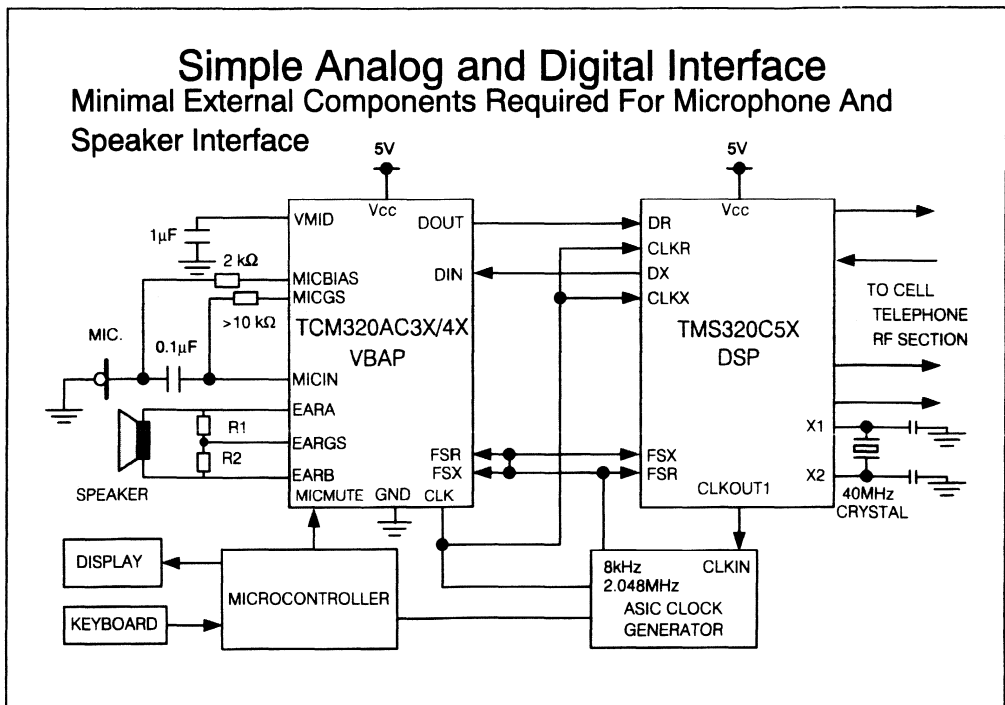 Simple Analog and Digital Interface
Minimal External Components Required For Microphone And
Speaker Interface
5V
5V
Vcc
Vcc
VMID
DOUT
DR
1µF
CLKR
2 kΩ
MICBIAS
DIN
DX
MICGS
CLKX
>10 kΩ
TCM320AC3X/4X
VBAP
TMS320C5X
DSP
TO CELL
TELEPHONE
RF SECTION
MIC.
0.1µF
MICIN
EARA
R1
EARGS
R2
EARB
SPEAKER
FSR
FSX
FSX
FSR
X1
X2
MICMUTE
GND
CLK
CLKOUT1
40MHz
CRYSTAL
DISPLAY
KEYBOARD
MICROCONTROLLER
8kHz
CLKIN
2.048MHz
ASIC CLOCK
GENERATOR